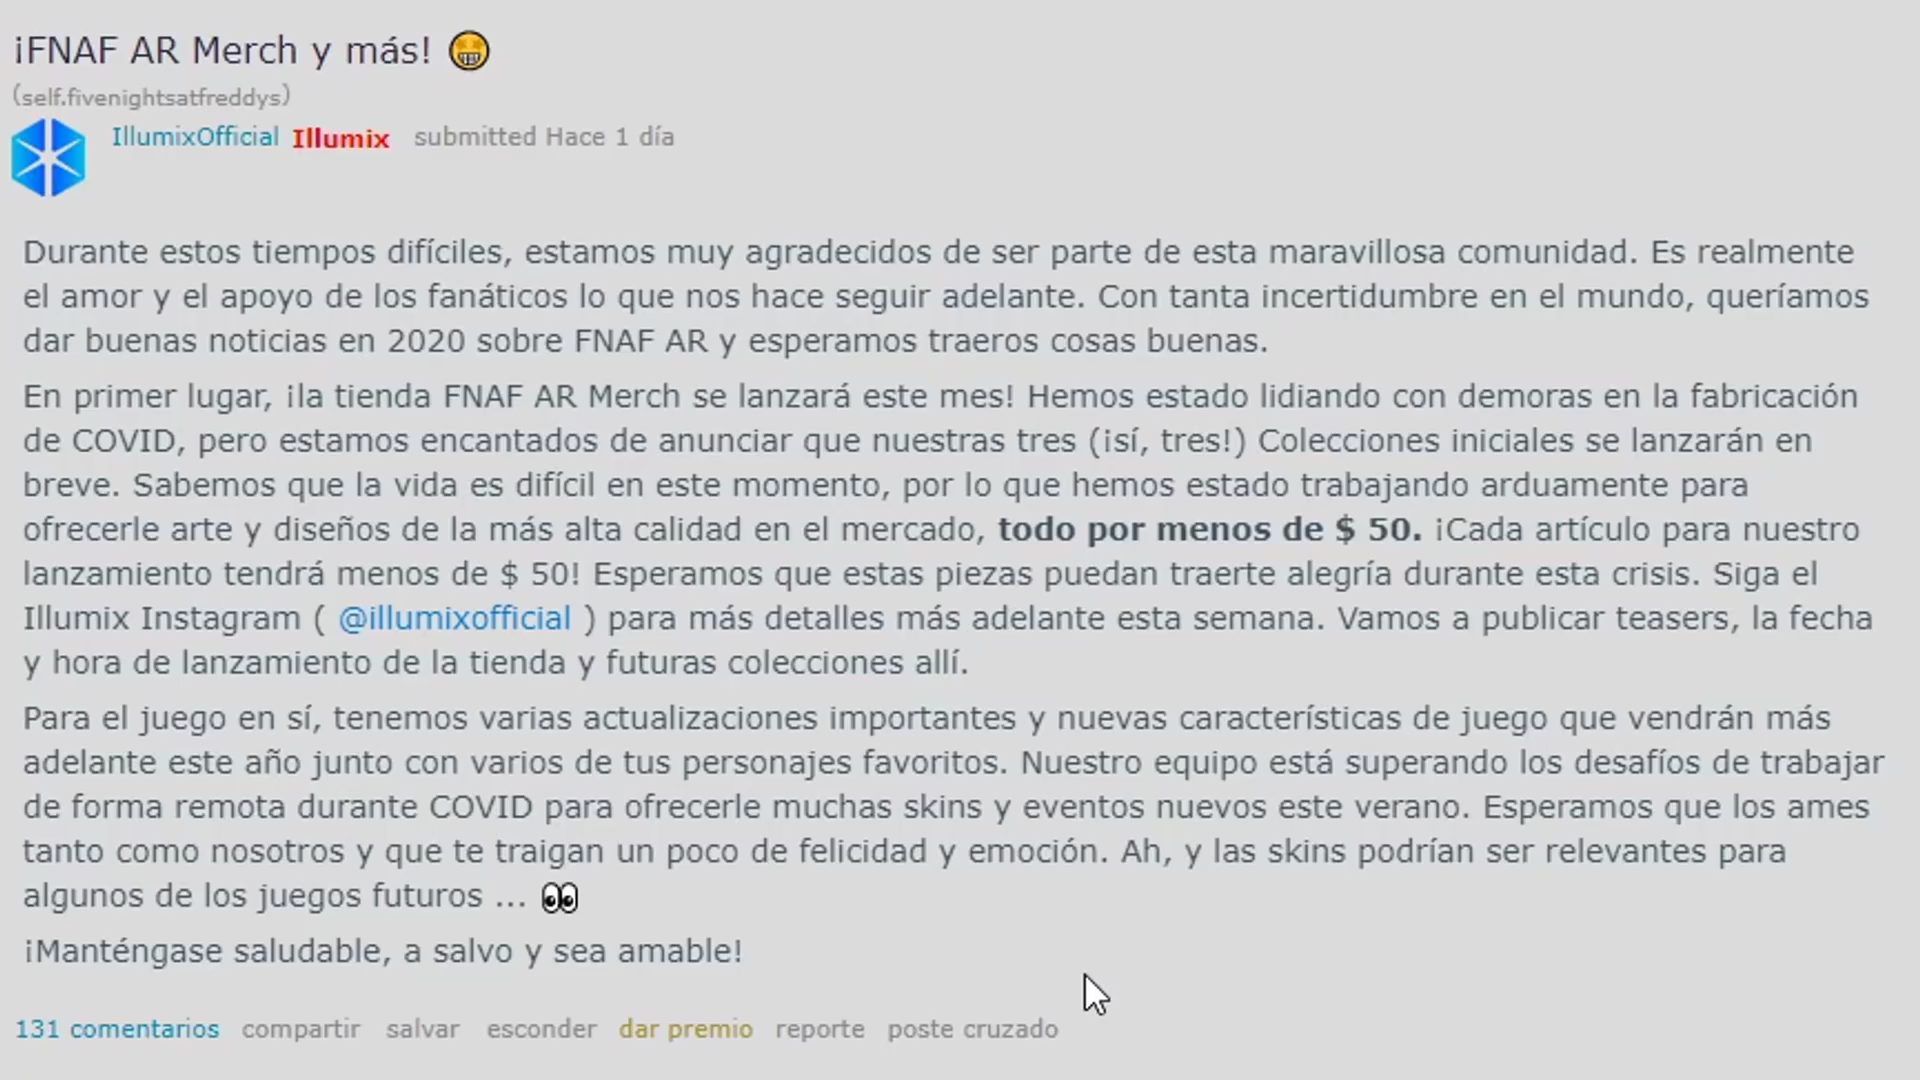 ¡FNAF AR Merch y más! 😁
(self.fivenightsatfreddys)
IllumixOfficial Illumix submitted Hace 1 día
Durante estos tiempos difíciles, estamos muy agradecidos de ser parte de esta maravillosa comunidad. Es realmente
el amor y el apoyo de los fanáticos lo que nos hace seguir adelante. Con tanta incertidumbre en el mundo, queríamos
dar buenas noticias en 2020 sobre FNAF AR y esperamos traeros cosas buenas.
En primer lugar, ¡la tienda FNAF AR Merch se lanzará este mes! Hemos estado lidiando con demoras en la fabricación
de COVID, pero estamos encantados de anunciar que nuestras tres (¡sí, tres!) Colecciones iniciales se lanzarán en
breve. Sabemos que la vida es difícil en este momento, por lo que hemos estado trabajando arduamente para
ofrecerle arte y diseños de la más alta calidad en el mercado, todo por menos de $ 50. ¡Cada artículo para nuestro
lanzamiento tendrá menos de $ 50! Esperamos que estas piezas puedan traerte alegría durante esta crisis. Siga el
Illumix Instagram ( @illumixofficial ) para más detalles más adelante esta semana. Vamos a publicar teasers, la fecha
y hora de lanzamiento de la tienda y futuras colecciones allí.
Para el juego en sí, tenemos varias actualizaciones importantes y nuevas características de juego que vendrán más
adelante este año junto con varios de tus personajes favoritos. Nuestro equipo está superando los desafíos de trabajar
de forma remota durante COVID para ofrecerle muchas skins y eventos nuevos este verano. Esperamos que los ames
tanto como nosotros y que te traigan un poco de felicidad y emoción. Ah, y las skins podrían ser relevantes para
algunos de los juegos futuros ... 👀
¡Manténgase saludable, a salvo y sea amable!
131 comentarios compartir salvar esconder dar premio reporte poste cruzado